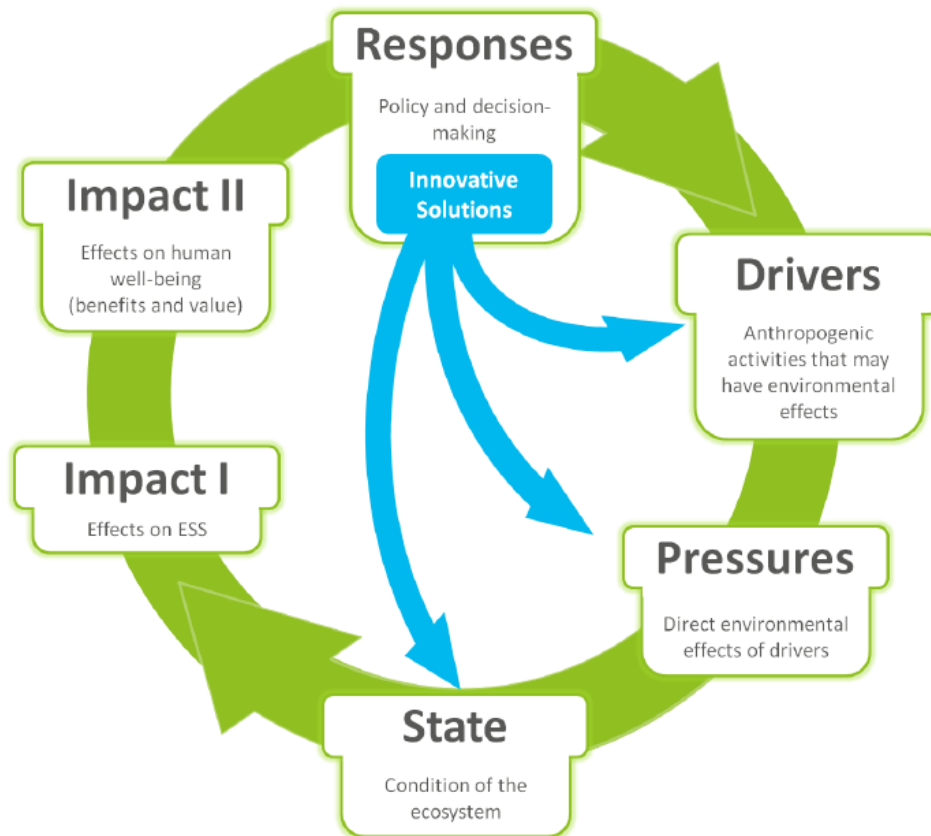 Responses
Policy and decision-
making
Innovative
Solutions
Drivers
Anthropogenic
activities that may
have environmental
effects
Pressures
Direct environmental
effects of drivers
State
Condition of the
ecosystem
Impact I
Effects on ESS
Impact II
Effects on human
well-being
(benefits and value)